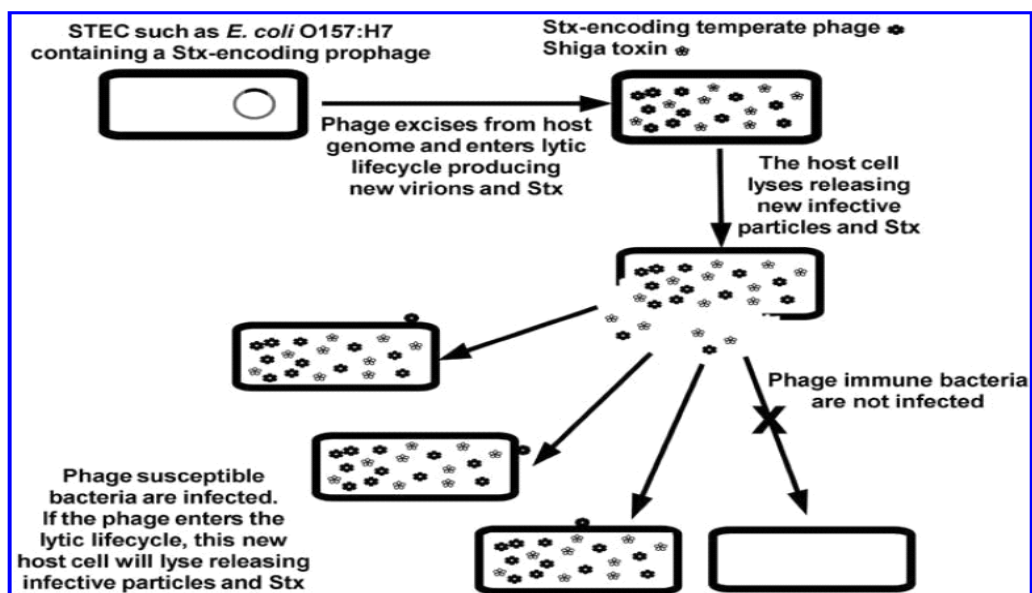 STEC such as E. coli O157:H7
containing a Stx-encoding prophage
Stx-encoding temperate phage
Shiga toxin
Phage excises from host
genome and enters lytic
lifecycle producing
new virions and Stx
The host cell
lyses releasing
new infective
particles and Stx
Phage immune bacteria
are not infected
Phage susceptible
bacteria are infected.
If the phage enters the
lytic lifecycle, this new
host cell will lyse releasing
infective particles and Stx